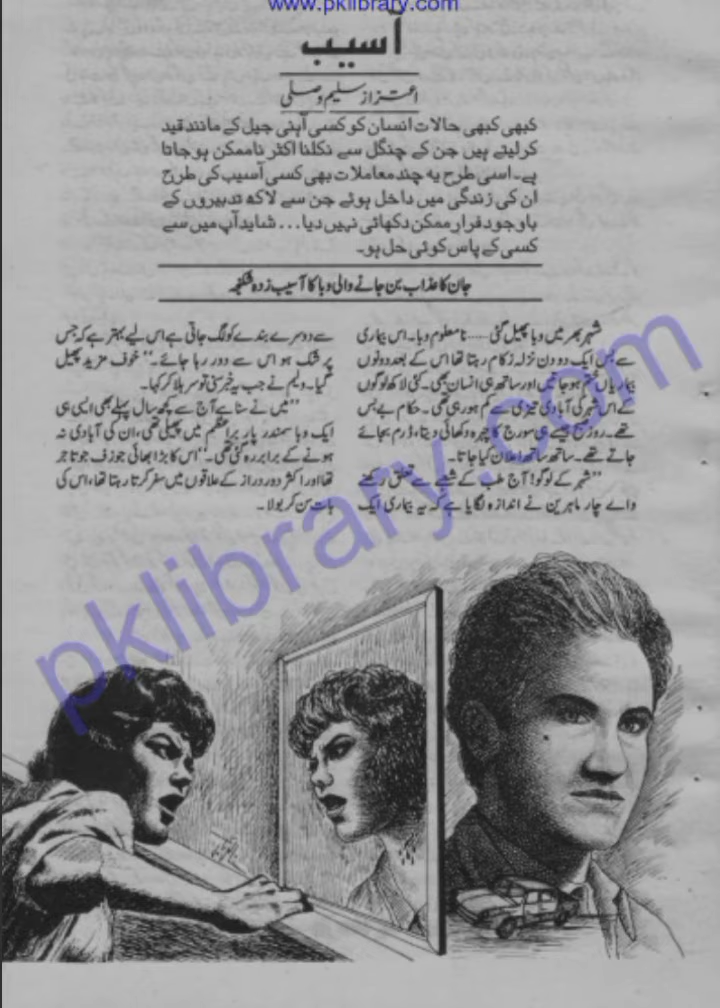 www.pklibrary.com
آسیب
اعتزاز سلیم وصلی
کبھی کبھی حالات انسان کو کسی آہنی جیل کے مانند قید
کرلیتے ہیں جن کے چنگل سے نکلنا اکثر ناممکن ہوجاتا
ہے۔ اسی طرح یہ چند معاملات بھی کسی آسیب کی طرح
ان کی زندگی میں داخل ہوئے جن سے لاکھ تدبیروں کے
باوجود فرار ممکن دکھائی نہیں دیا... شاید آپ میں سے
کسی کے پاس کوئی حل ہو۔
جان کا عذاب بن جانے والی وبا کا آسیب زدہ شکنجہ
شہر بھر میں وبا پھیل گئی...... نامعلوم وبا۔ اس بیماری
سے بس ایک دو دن نزلہ زکام رہتا تھا اس کے بعد دونوں
بیماریاں ختم ہوجاتیں اور ساتھ ہی انسان بھی۔ کئی لاکھ لوگوں
کے اس شہر کی آبادی تیزی سے کم ہورہی تھی۔ حکام بے بس
تھے۔ روز صبح جیسے ہی سورج کا چہرہ دکھائی دیتا، ڈرم بجائے
جاتے تھے۔ ساتھ ساتھ اعلان کیا جاتا۔
”شہر کے لوگو! آج طب کے شعبے سے تعلق رکھنے
والے چار ماہرین نے اندازہ لگایا ہے کہ یہ بیماری ایک
سے دوسرے بندے کو لگ جاتی ہے اس لیے بہتر ہے کہ جس
پر شک ہو اس سے دور رہا جائے۔“ خوف مزید پھیل
گیا۔ ولیم نے جب یہ خبر سنی تو سر ہلا کر کہا۔
”میں نے سنا ہے آج سے کچھ سال پہلے بھی ایسی ہی
ایک وبا سمندر پار براعظم میں پھیلی تھی، ان کی آبادی نہ
ہونے کے برابر رہ گئی تھی۔“ اس کا بڑا بھائی جوزف جو تاجر
تھا اور اکثر دور دراز کے علاقوں میں سفر کرتا رہتا تھا، اس کی
بات سن کر بولا۔
pklibrary.com